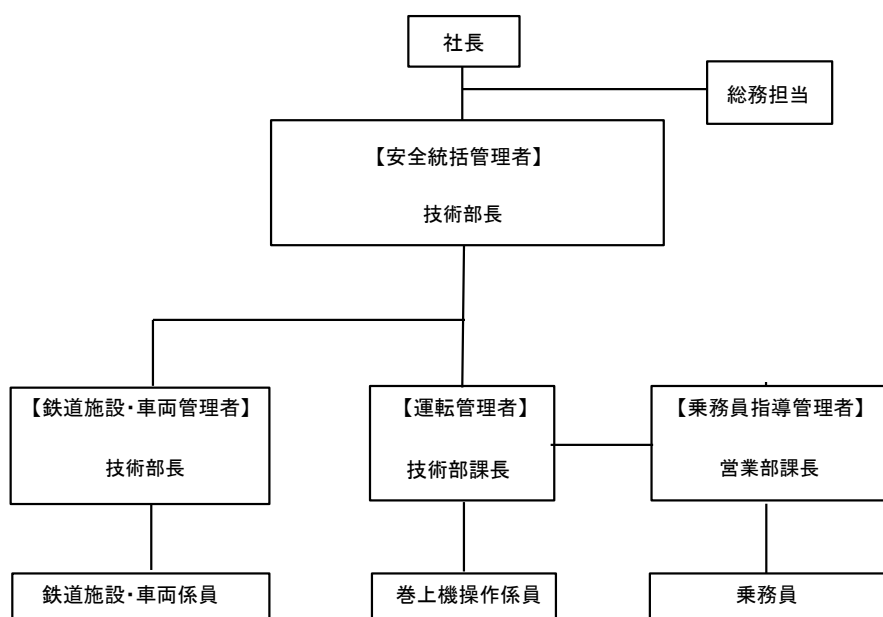 社長
総務担当
【安全統括管理者】
技術部長
【鉄道施設・車両管理者】
技術部長
【運転管理者】
技術部課長
【乗務員指導管理者】
営業部課長
鉄道施設・車両係員
巻上機操作係員
乗務員